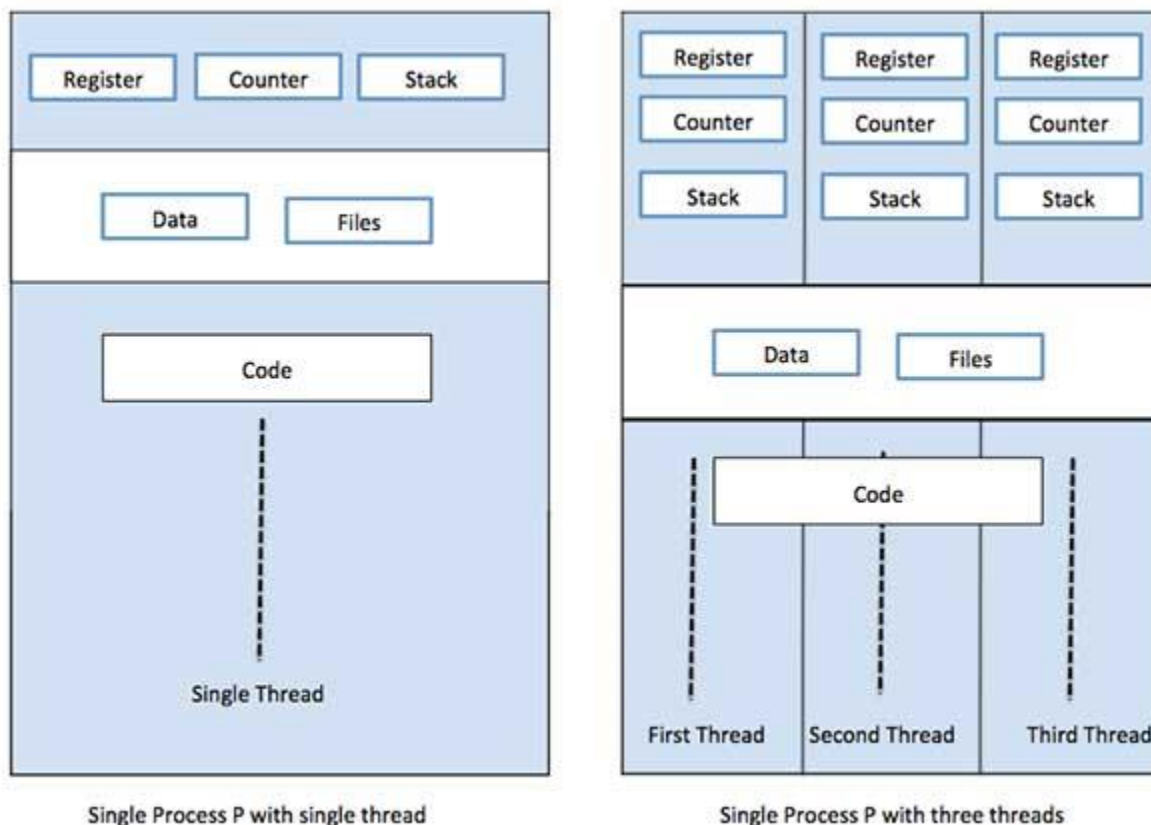 Register Counter Stack
Data Files
Code
Single Thread
Single Process P with single thread
Register Register Register
Counter Counter Counter
Stack Stack Stack
Data Files
Code
First Thread Second Thread Third Thread
Single Process P with three threads